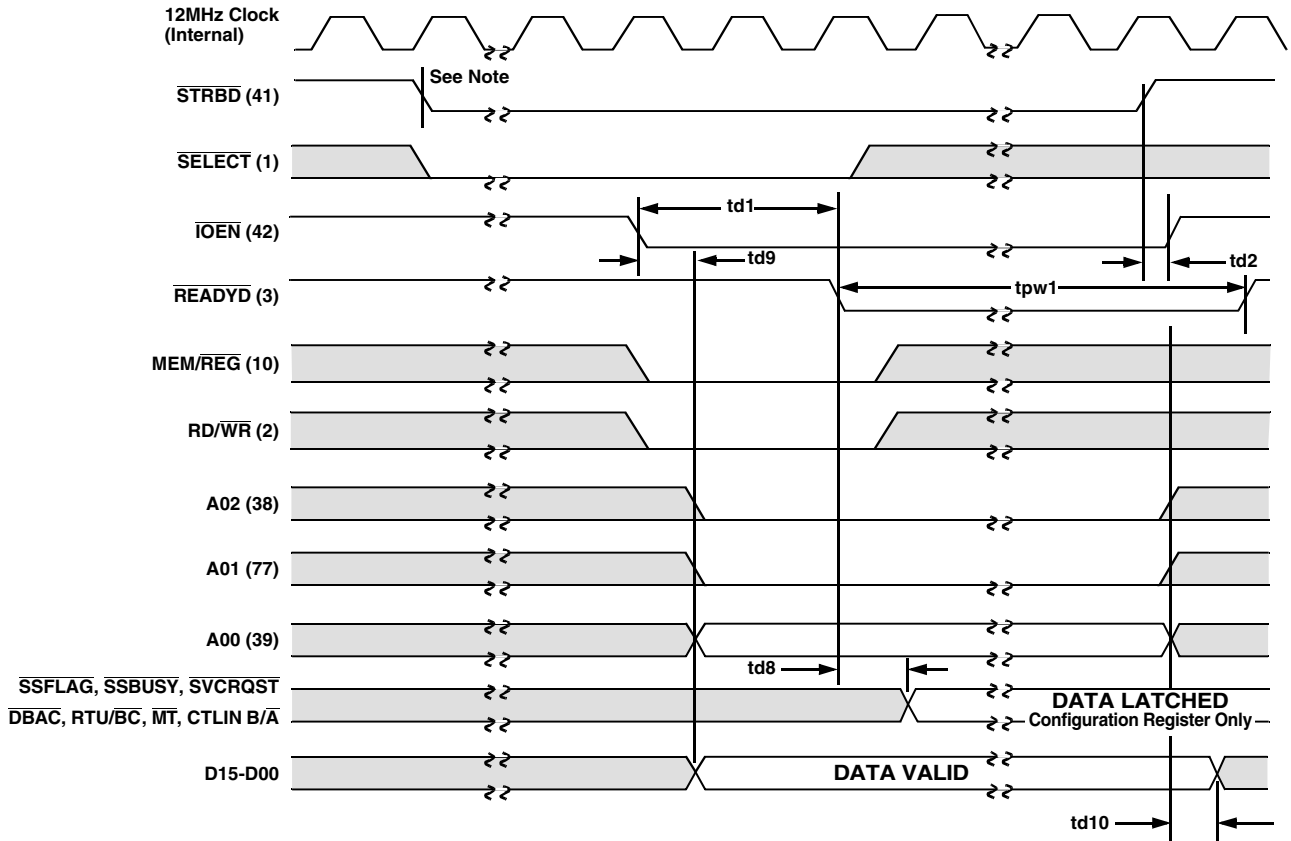 12MHz Clock
(Internal)
See Note
STRBD (41)
SELECT (1)
td1
IOEN (42)
td9
td2
READYD (3)
tpw1
MEM/REG (10)
RD/WR (2)
A02 (38)
A01 (77)
A00 (39)
td8
SSFLAG, SSBUSY, SVCRQST
DBAC, RTU/BC, MT, CTLIN B/A
DATA LATCHED
Configuration Register Only
D15-D00
DATA VALID
td10